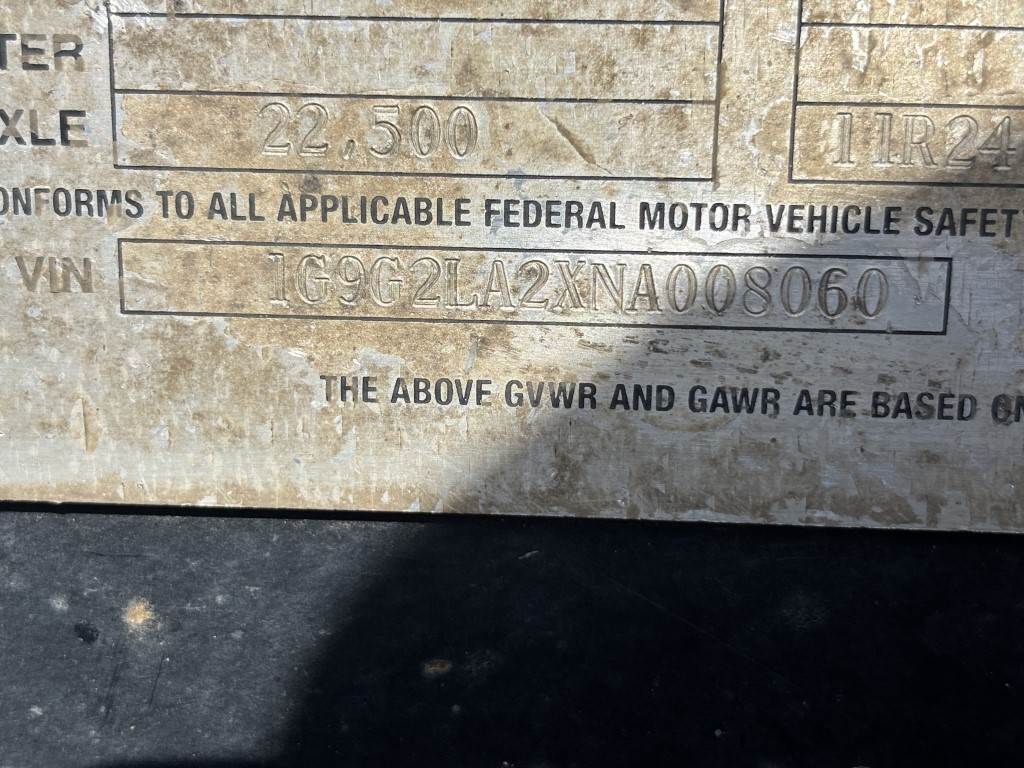 TER
XLE 22,500 11R24
ONFORMS TO ALL APPLICABLE FEDERAL MOTOR VEHICLE SAFET
VIN 1G9G2LA2XNA008060
THE ABOVE GVWR AND GAWR ARE BASED ON